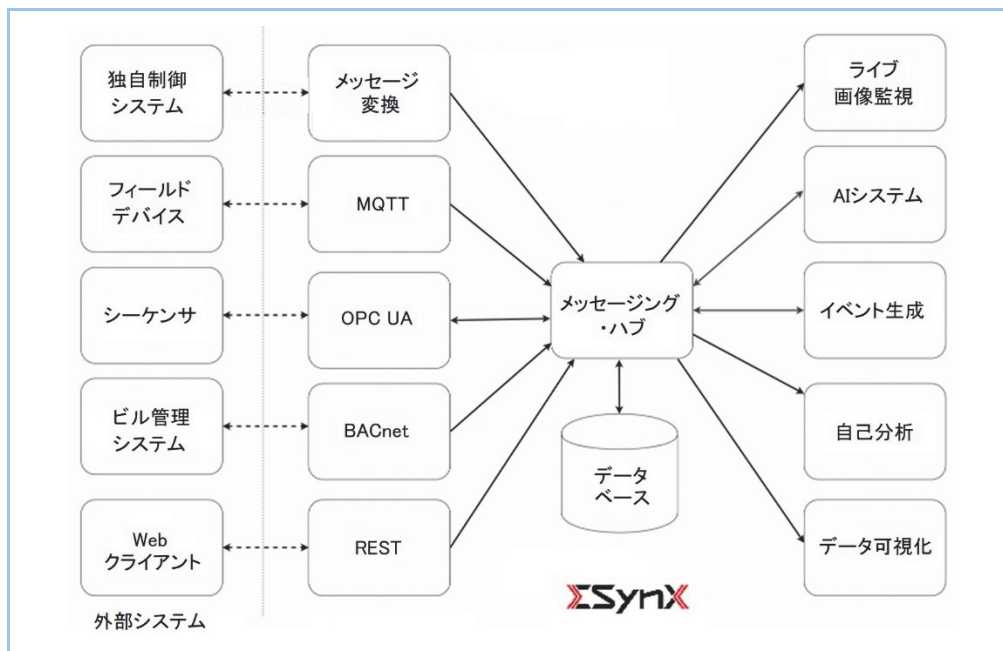 独自制御
システム
メッセージ
変換
ライブ
画像監視
フィールド
デバイス
MQTT
AIシステム
シーケンサ
OPC UA
メッセージング
・ハブ
イベント生成
ビル管理
システム
BACnet
データ
ベース
自己分析
Web
クライアント
REST
データ可視化
ΣSynX
外部システム